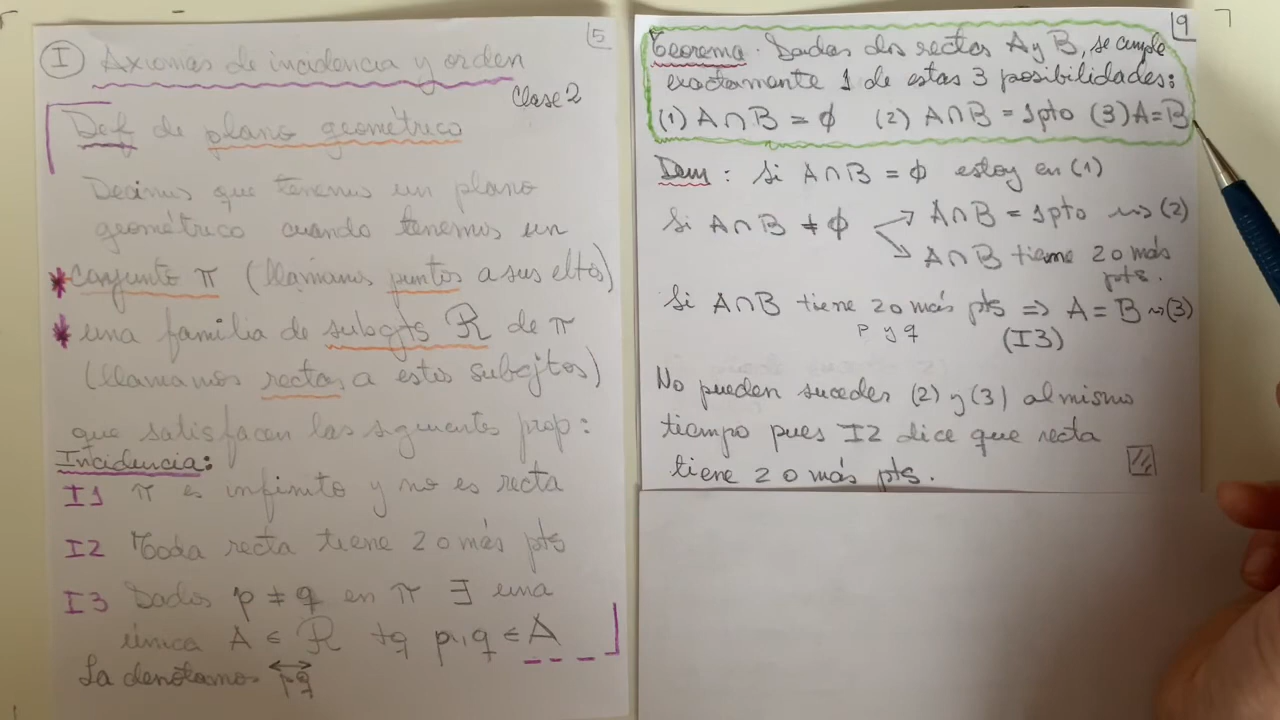 5
I Axiomas de incidencia y orden
Clase 2
Def de plano geométrico
Decimos que tenemos un plano
geométrico cuando tenemos un
* conjunto π (llamamos puntos a sus eltos)
* una familia de subcjts R de π
(llamamos rectas a estos subcjtos)
que satisfacen las siguientes prop:
Incidencia:
I1 π es infinito y no es recta
I2 Toda recta tiene 2 o más pts
I3 Dados p ≠ q en π ∃ una
única A ∈ R tq p,q ∈ A
La denotamos p͍q
9
Teorema. Dadas dos rectas A y B, se cumple
exactamente 1 de estas 3 posibilidades:
(1) A∩B = ∅ (2) A∩B = 1pto (3) A=B
Dem: Si A∩B = ∅ estoy en (1)
Si A∩B ≠ ∅ A∩B = 1pto ⇝ (2)
A∩B tiene 2 o más
pts.
Si A∩B tiene 2 o más pts ⇒ A = B ⇝ (3)
p y q (I3)
No pueden suceder (2) y (3) al mismo
tiempo pues I2 dice que recta
tiene 2 o más pts.